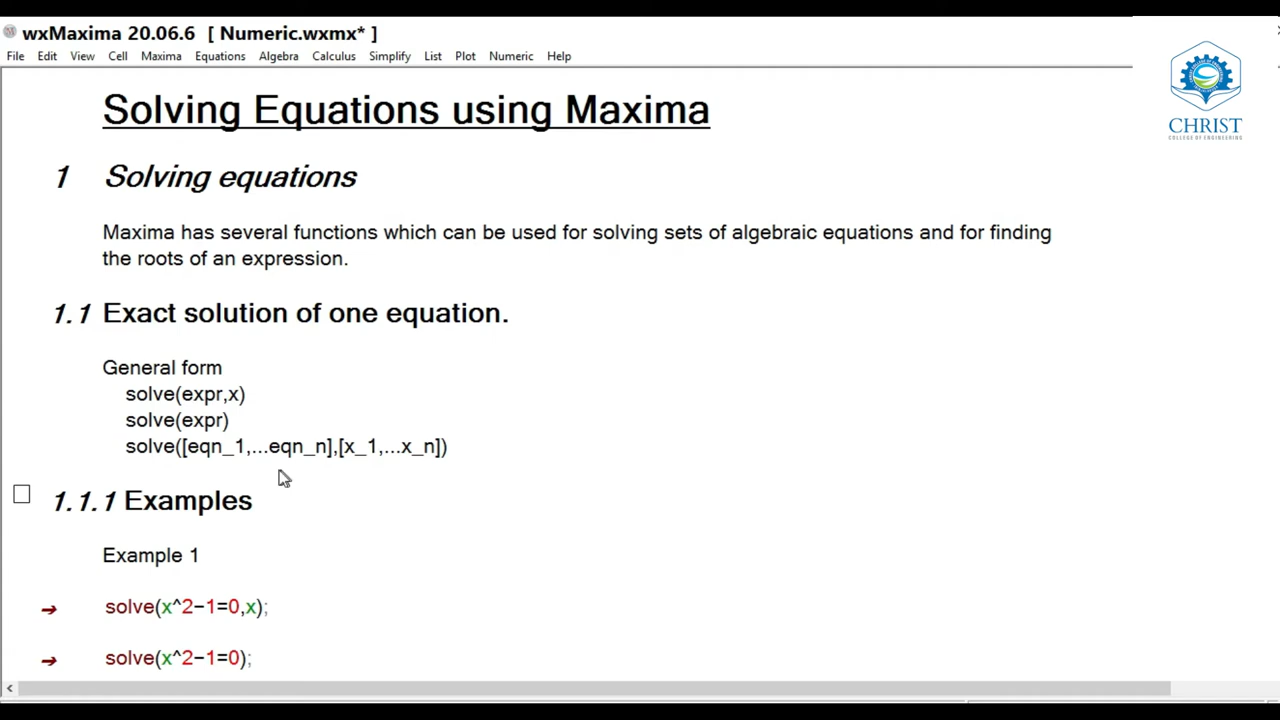 wxMaxima 20.06.6 [ Numeric.wxmx* ]
File Edit View Cell Maxima Equations Algebra Calculus Simplify List Plot Numeric Help
CHRIST
COLLEGE OF ENGINEERING
Solving Equations using Maxima
1 Solving equations
Maxima has several functions which can be used for solving sets of algebraic equations and for finding
the roots of an expression.
1.1 Exact solution of one equation.
General form
solve(expr,x)
solve(expr)
solve([eqn_1,...eqn_n],[x_1,...x_n])
1.1.1 Examples
Example 1
solve(x^2−1=0,x);
solve(x^2−1=0);